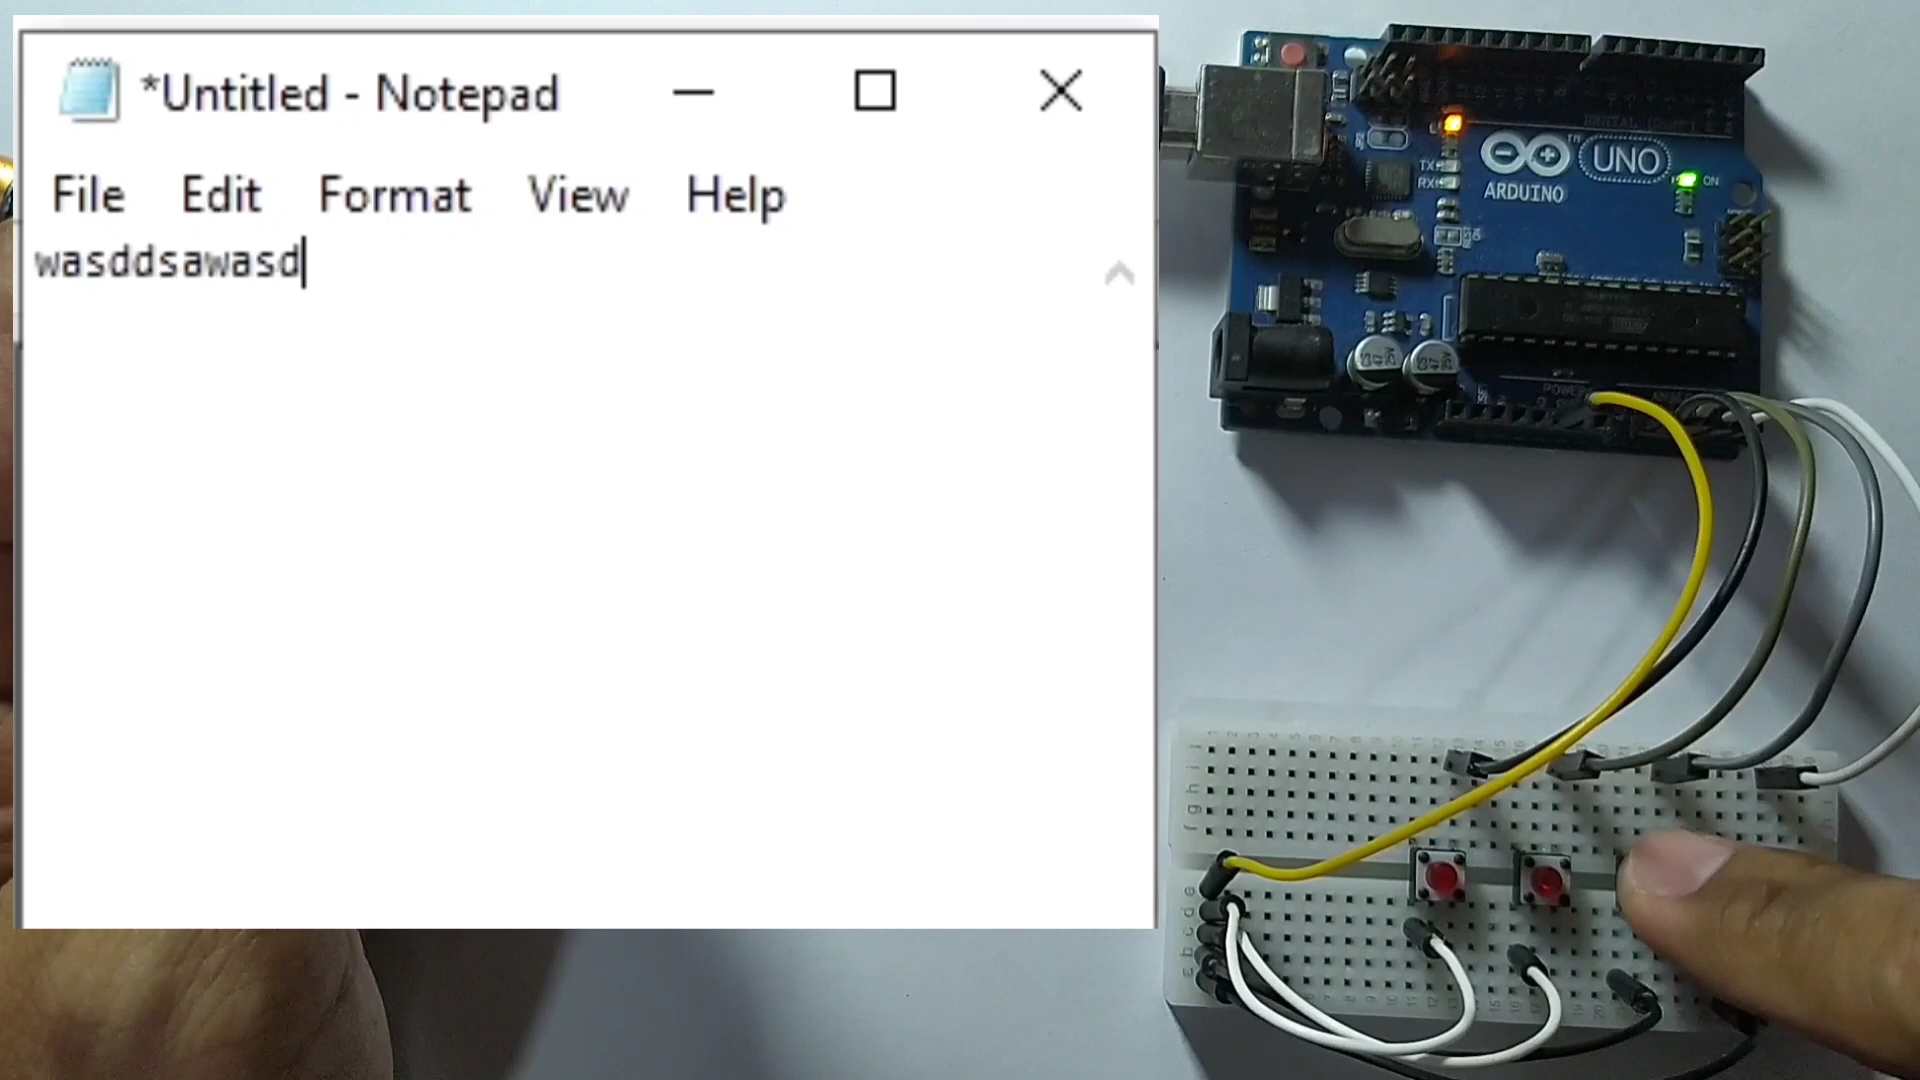 *Untitled - Notepad
File Edit Format View Help
wasddsawasd
UNO
ARDUINO
TX
RX
ON